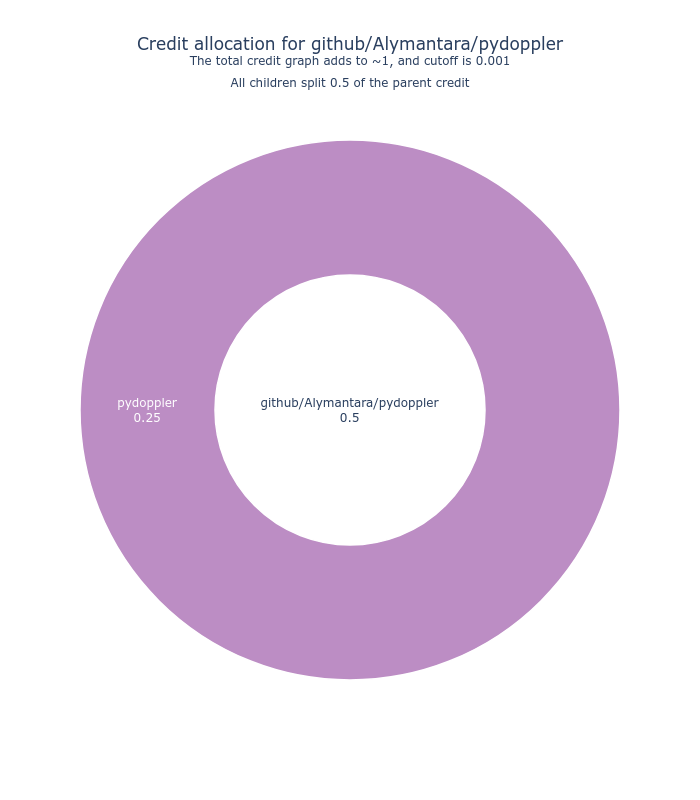 Credit allocation for github/Alymantara/pydoppler
The total credit graph adds to ~1, and cutoff is 0.001
All children split 0.5 of the parent credit
pydoppler
0.25
github/Alymantara/pydoppler
0.5